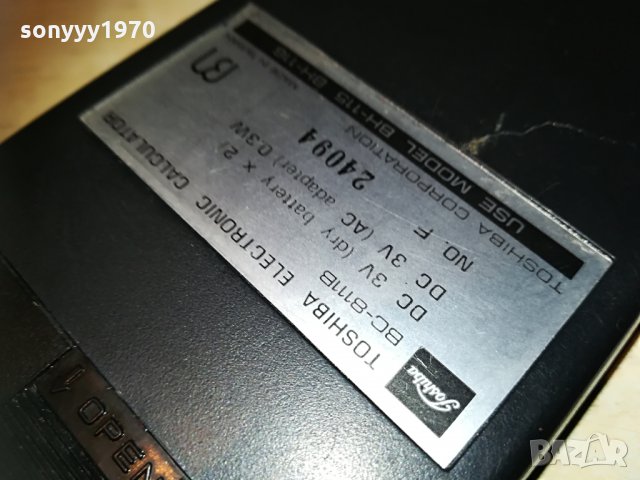 sonyyy1970
Toshiba
TOSHIBA ELECTRONIC CALCULATOR
BC-8111B
DC 3V (dry battery × 2)
DC 3V (AC adapter) 0.3W
NO. F 24094
TOSHIBA CORPORATION
USE MODEL BH-115
OPEN
BAZAR